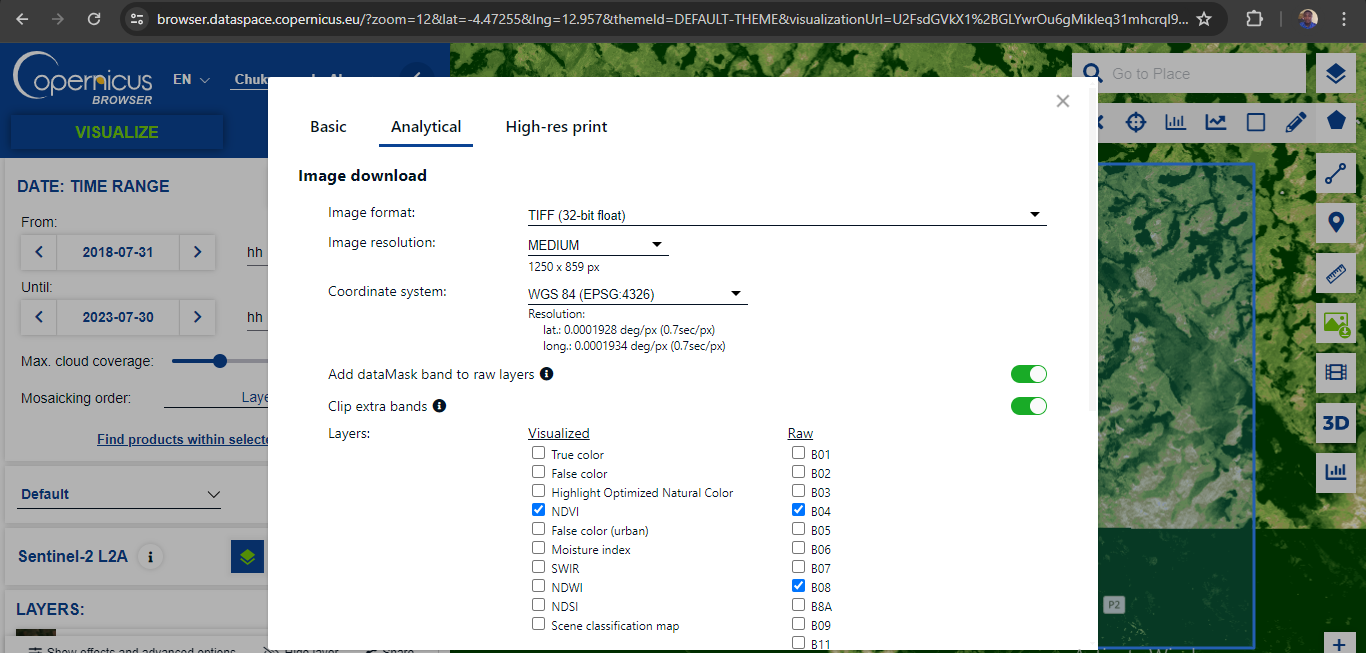 browser.dataspace.copernicus.eu/?zoom=12&lat=-4.47255&lng=12.957&themeId=DEFAULT-THEME&visualizationUrl=U2FsdGVkX1%2BGLYwrOu6gMikleq31mhcrql9...
opernicus
BROWSER
EN
Chuk
Go to Place
VISUALIZE
Basic
Analytical
High-res print
DATE: TIME RANGE
From:
2018-07-31
hh
Until:
2023-07-30
hh
Max. cloud coverage:
Mosaicking order:
Laye
Find products within selecte
Default
Sentinel-2 L2A
LAYERS:
Show effects and advanced options
Hide layer
Share
Image download
Image format:
TIFF (32-bit float)
Image resolution:
MEDIUM
1250 x 859 px
Coordinate system:
WGS 84 (EPSG:4326)
Resolution:
lat.: 0.0001928 deg/px (0.7sec/px)
long.: 0.0001934 deg/px (0.7sec/px)
Add dataMask band to raw layers
Clip extra bands
Layers:
Visualized
True color
False color
Highlight Optimized Natural Color
NDVI
False color (urban)
Moisture index
SWIR
NDWI
NDSI
Scene classification map
Raw
B01
B02
B03
B04
B05
B06
B07
B08
B8A
B09
B11
3D
P2